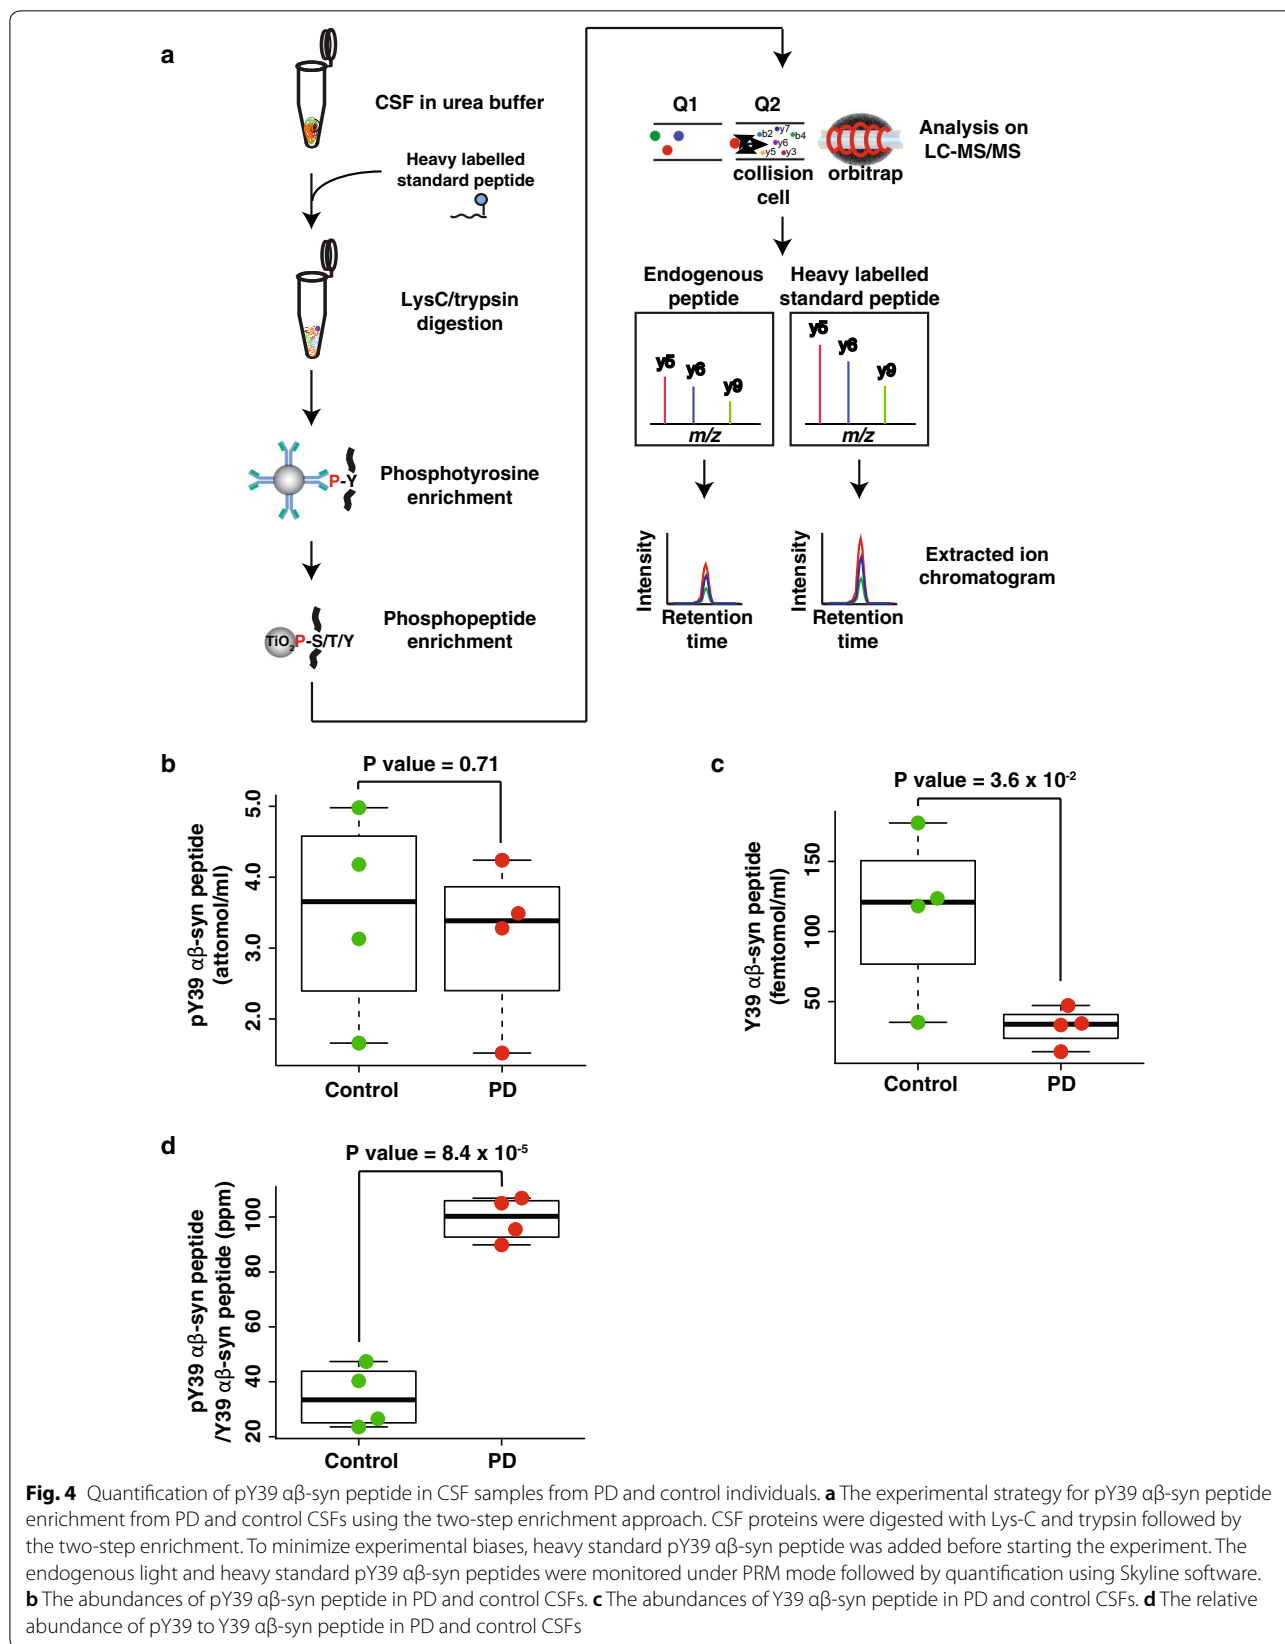 a
CSF in urea buffer
Heavy labelled
standard peptide
LysC/trypsin
digestion
P-Y
Phosphotyrosine
enrichment
TiO2 P-S/T/Y
Phosphopeptide
enrichment
Q1
Q2
b2 y7 b4
y6
y5 y3
collision
cell
orbitrap
Analysis on
LC-MS/MS
Endogenous
peptide
y5 y6 y9
m/z
Heavy labelled
standard peptide
y5 y6 y9
m/z
Intensity
Retention
time
Intensity
Retention
time
Extracted ion
chromatogram
b
P value = 0.71
pY39 αβ-syn peptide
(attomol/ml)
5.0
4.0
3.0
2.0
Control
PD
c
P value = 3.6 x 10-2
Y39 αβ-syn peptide
(femtomol/ml)
150
100
50
Control
PD
d
P value = 8.4 x 10-5
pY39 αβ-syn peptide
/Y39 αβ-syn peptide (ppm)
100
80
60
40
20
Control
PD
Fig. 4 Quantification of pY39 αβ-syn peptide in CSF samples from PD and control individuals. a The experimental strategy for pY39 αβ-syn peptide
enrichment from PD and control CSFs using the two-step enrichment approach. CSF proteins were digested with Lys-C and trypsin followed by
the two-step enrichment. To minimize experimental biases, heavy standard pY39 αβ-syn peptide was added before starting the experiment. The
endogenous light and heavy standard pY39 αβ-syn peptides were monitored under PRM mode followed by quantification using Skyline software.
b The abundances of pY39 αβ-syn peptide in PD and control CSFs. c The abundances of Y39 αβ-syn peptide in PD and control CSFs. d The relative
abundance of pY39 to Y39 αβ-syn peptide in PD and control CSFs